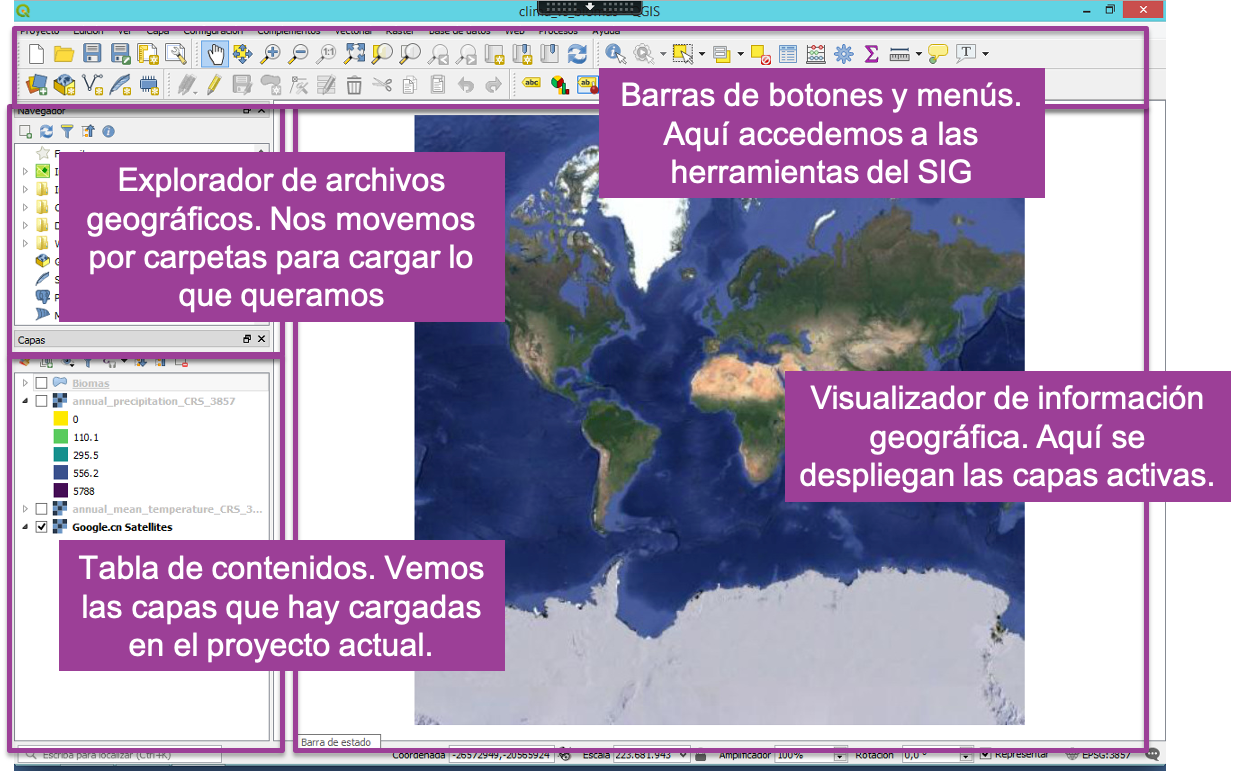 QGIS
Proyecto Edición Ver Capa Configuración Complementos Vectorial Ráster Base de datos Web Procesos Ayuda
Barras de botones y menús.
Aquí accedemos a las
herramientas del SIG
Navegador
Explorador de archivos
geográficos. Nos movemos
por carpetas para cargar lo
que queramos
Capas
Biomas
annual_precipitation_CRS_3857
0
110.1
295.5
556.2
5788
annual_mean_temperature_CRS_3...
Google.cn Satellites
Visualizador de información
geográfica. Aquí se
despliegan las capas activas.
Tabla de contenidos. Vemos
las capas que hay cargadas
en el proyecto actual.
Barra de estado
Escriba para localizar (Ctrl+K)
Coordenada -26572949,-20565924 Escala 223.681.943 Amplificador 100% Rotación 0,0 ° Representar EPSG:3857